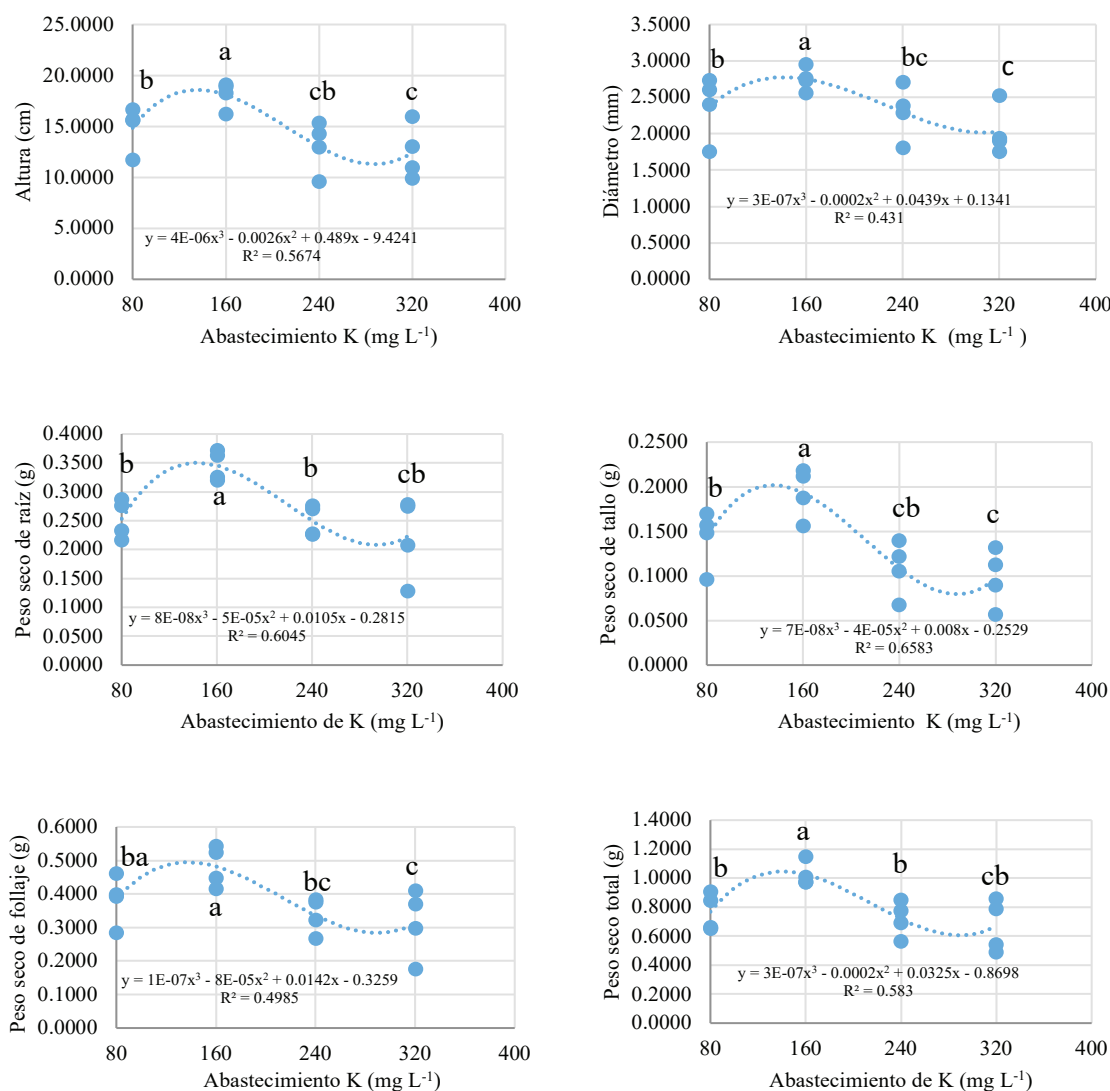 25.0000
20.0000
15.0000
10.0000
5.0000
0.0000
Altura (cm)
b
a
cb
c
y = 4E-06x³ - 0.0026x² + 0.489x - 9.4241
R² = 0.5674
80 160 240 320 400
Abastecimiento K (mg L⁻¹)
3.5000
3.0000
2.5000
2.0000
1.5000
1.0000
0.5000
0.0000
Diámetro (mm)
b
a
bc
c
y = 3E-07x³ - 0.0002x² + 0.0439x + 0.1341
R² = 0.431
80 160 240 320 400
Abastecimiento K (mg L⁻¹ )
0.4000
0.3500
0.3000
0.2500
0.2000
0.1500
0.1000
0.0500
0.0000
Peso seco de raíz (g)
b
a
b
cb
y = 8E-08x³ - 5E-05x² + 0.0105x - 0.2815
R² = 0.6045
80 160 240 320 400
Abastecimiento de K (mg L⁻¹)
0.2500
0.2000
0.1500
0.1000
0.0500
0.0000
Peso seco de tallo (g)
b
a
cb
c
y = 7E-08x³ - 4E-05x² + 0.008x - 0.2529
R² = 0.6583
80 160 240 320 400
Abastecimiento K (mg L⁻¹)
0.6000
0.5000
0.4000
0.3000
0.2000
0.1000
0.0000
Peso seco de follaje (g)
ba
a
bc
c
y = 1E-07x³ - 8E-05x² + 0.0142x - 0.3259
R² = 0.4985
80 160 240 320 400
Abastecimiento K (mg L⁻¹)
1.4000
1.2000
1.0000
0.8000
0.6000
0.4000
0.2000
0.0000
Peso seco total (g)
b
a
b
cb
y = 3E-07x³ - 0.0002x² + 0.0325x - 0.8698
R² = 0.583
80 160 240 320 400
Abastecimiento de K (mg L⁻¹)